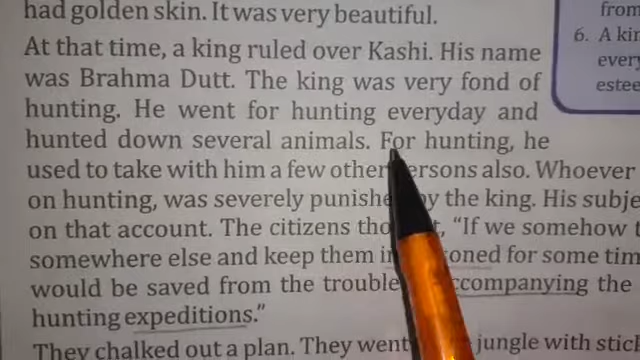 had golden skin. It was very beautiful.
At that time, a king ruled over Kashi. His name
was Brahma Dutt. The king was very fond of
hunting. He went for hunting everyday and
hunted down several animals. For hunting, he
used to take with him a few other persons also. Whoever
on hunting, was severely punished by the king. His subje
on that account. The citizens thought, "If we somehow t
somewhere else and keep them imprisoned for some tim
would be saved from the trouble accompanying the
hunting expeditions."
They chalked out a plan. They went jungle with stic
from
6. A kin
every
estee